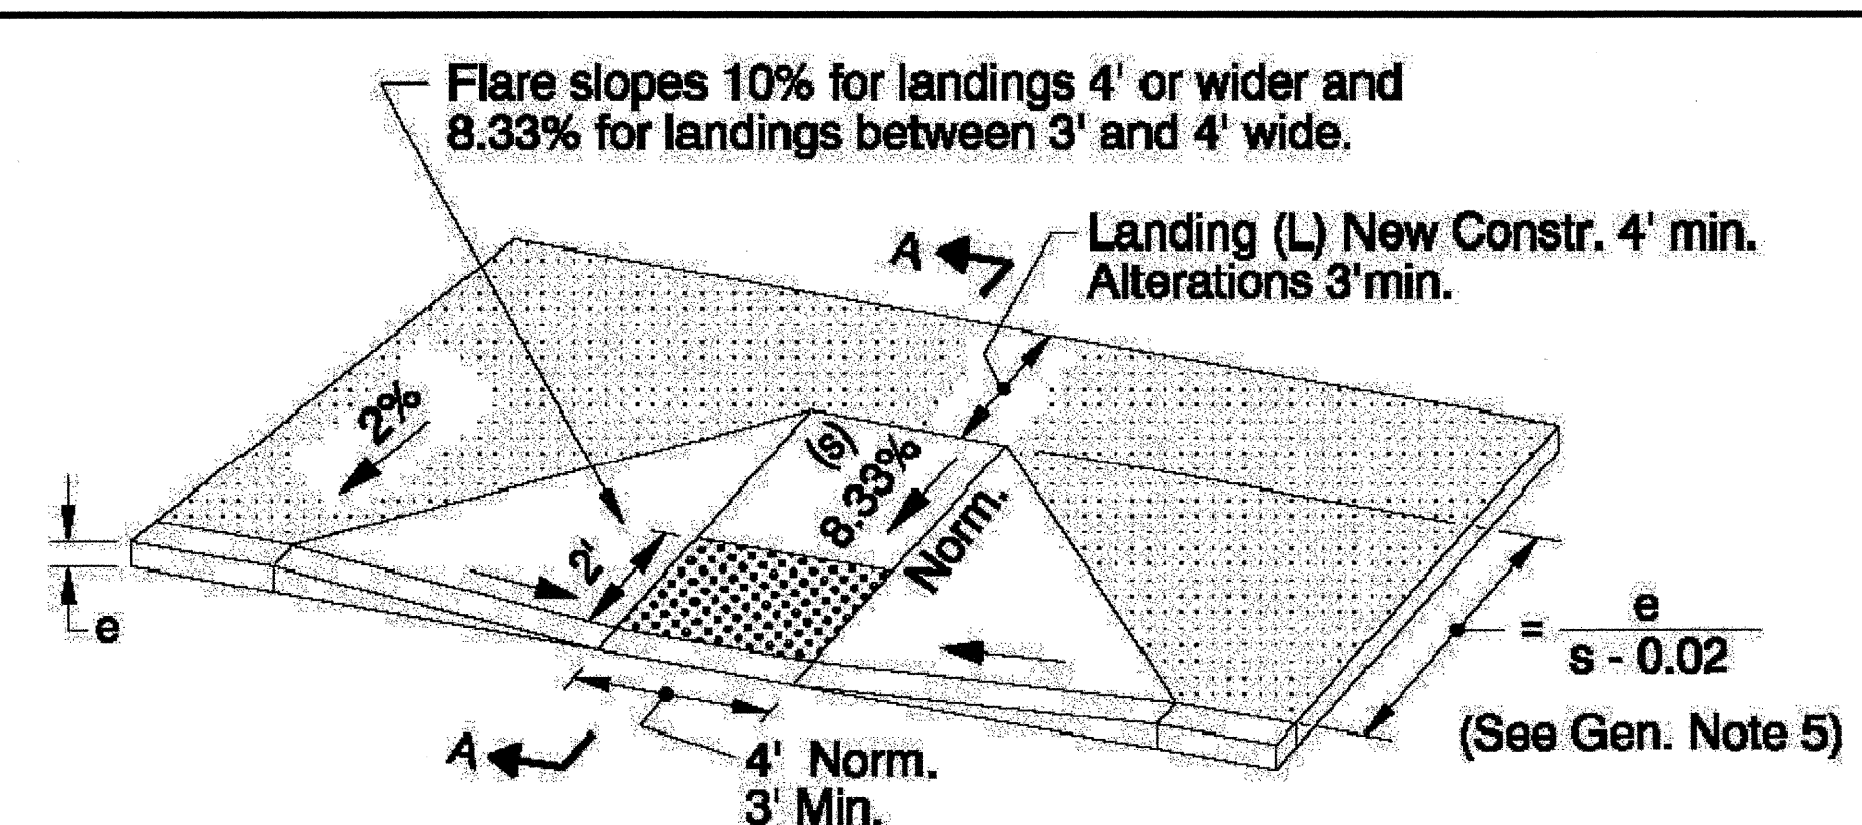 Flare slopes 10% for landings 4' or wider and
8.33% for landings between 3' and 4' wide.
A
Landing (L) New Constr. 4' min.
Alterations 3'min.
2%
(s)
8.33%
Norm.
2'
e
= e
s - 0.02
(See Gen. Note 5)
A
4' Norm.
3' Min.